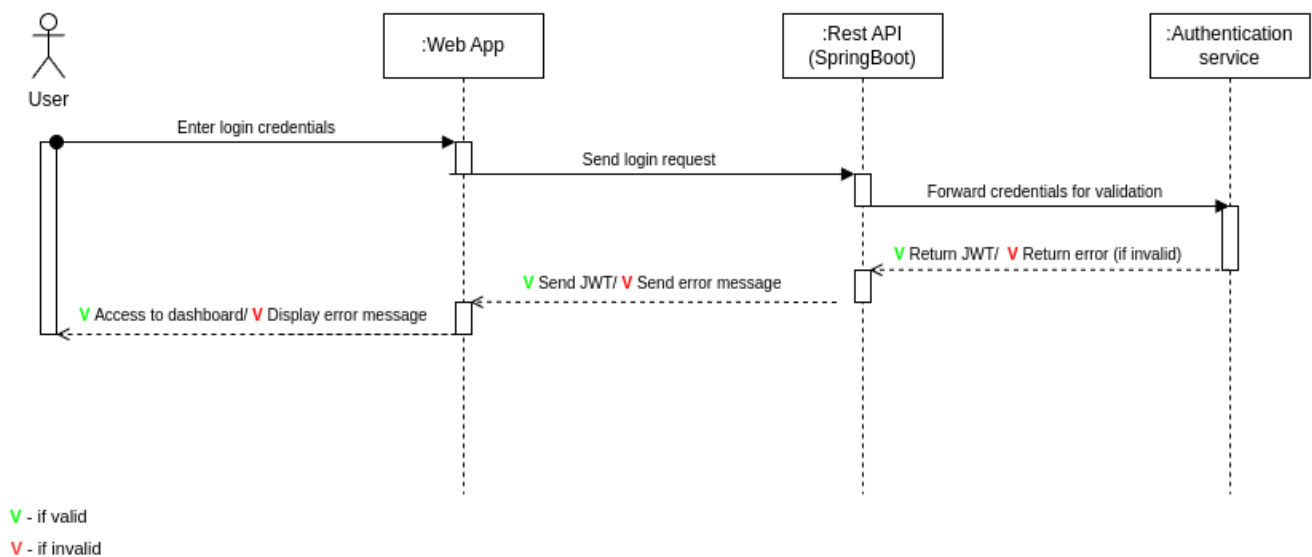 User
:Web App
:Rest API
(SpringBoot)
:Authentication
service
Enter login credentials
Send login request
Forward credentials for validation
V Return JWT/ V Return error (if invalid)
V Send JWT/ V Send error message
V Access to dashboard/ V Display error message
V - if valid
V - if invalid